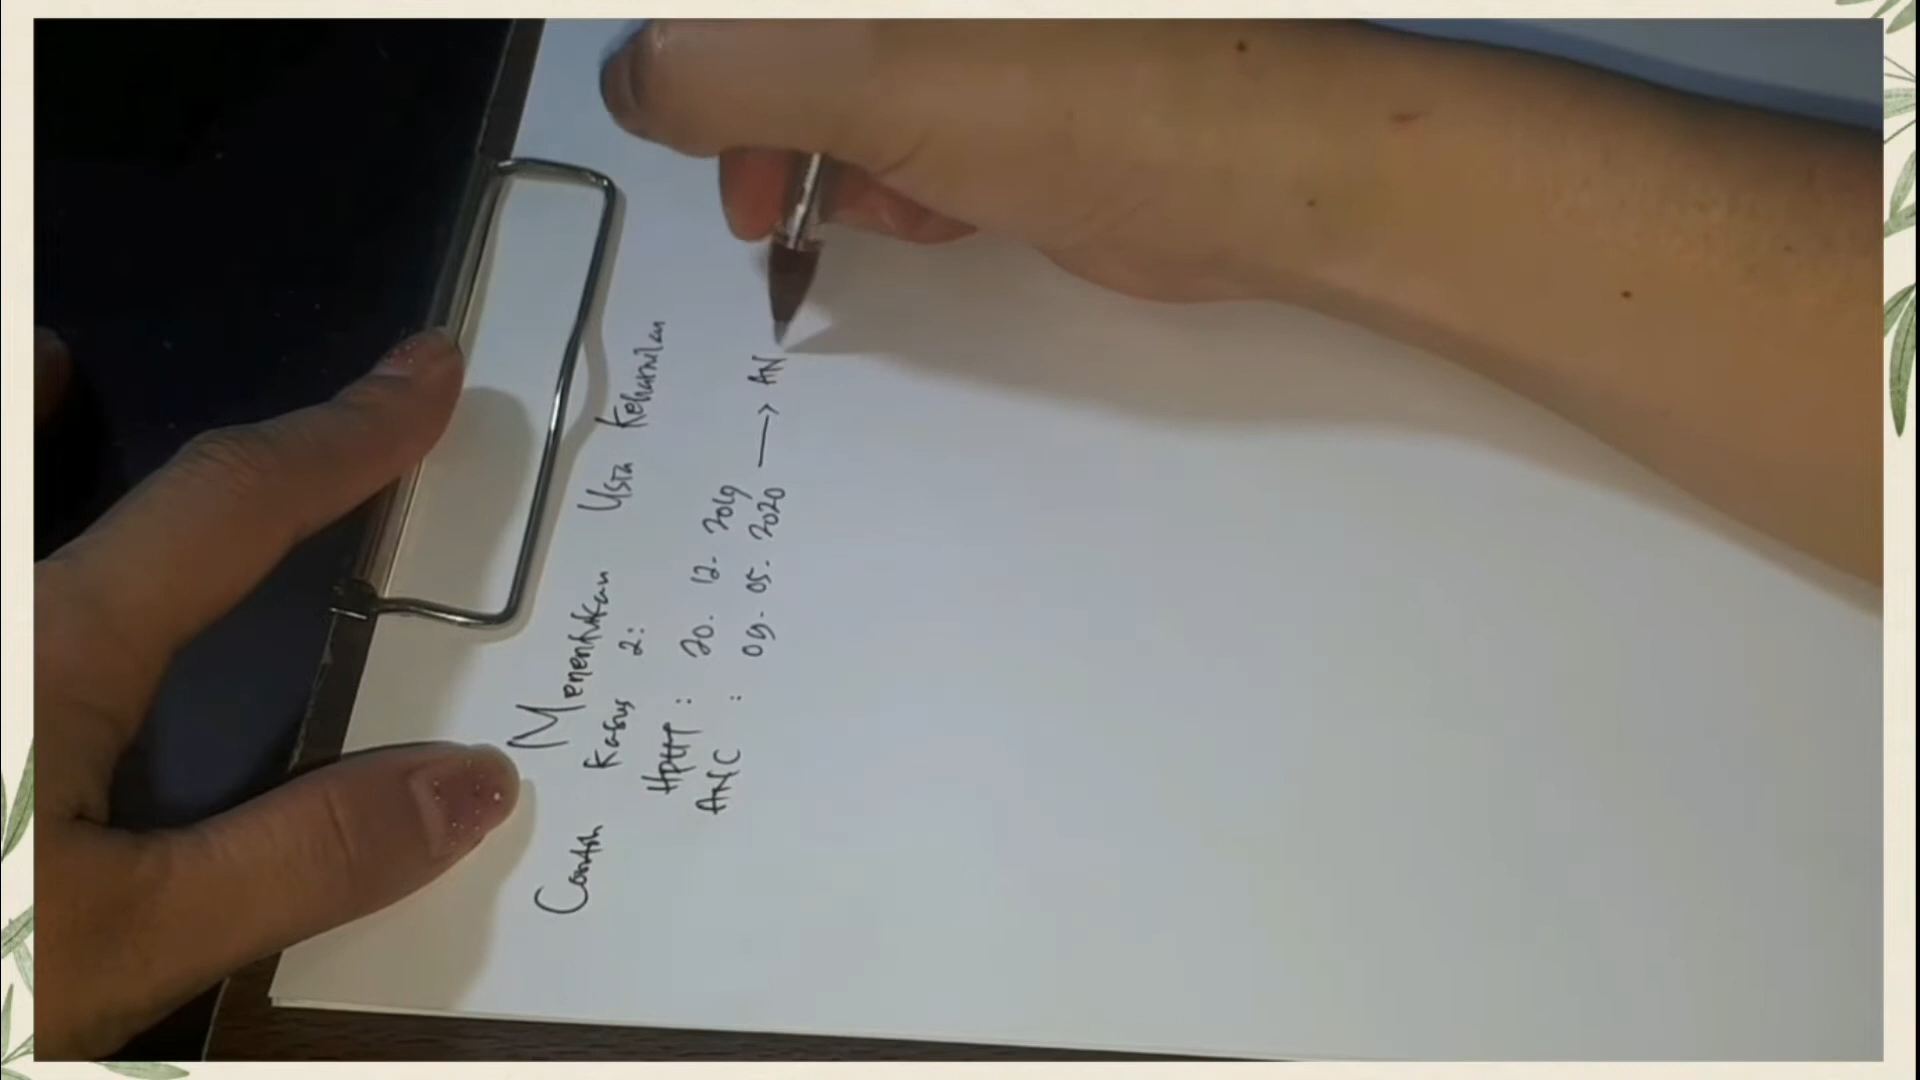 Menentukan Usia Kehamilan
Contoh Kasus 2:
HPHT : 20. 12. 2019
ANC : 09. 05. 2020 → AN